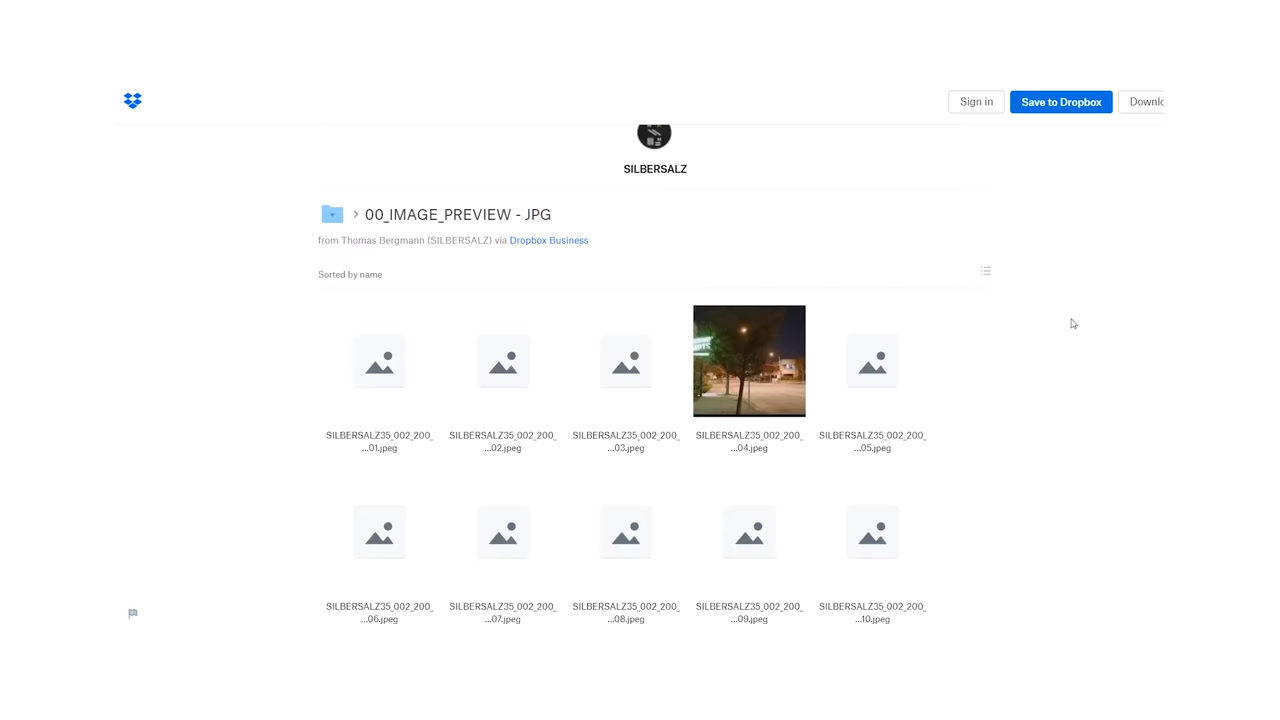 Sign in
Save to Dropbox
SILBERSALZ
00_IMAGE_PREVIEW - JPG
from Thomas Bergmann (SILBERSALZ) via Dropbox Business
Sorted by name
SILBERSALZ35_002_200_
...01.jpeg
SILBERSALZ35_002_200_
...02.jpeg
SILBERSALZ35_002_200_
...03.jpeg
SILBERSALZ35_002_200_
...04.jpeg
SILBERSALZ35_002_200_
...05.jpeg
SILBERSALZ35_002_200_
...06.jpeg
SILBERSALZ35_002_200_
...07.jpeg
SILBERSALZ35_002_200_
...08.jpeg
SILBERSALZ35_002_200_
...09.jpeg
SILBERSALZ35_002_200_
...10.jpeg